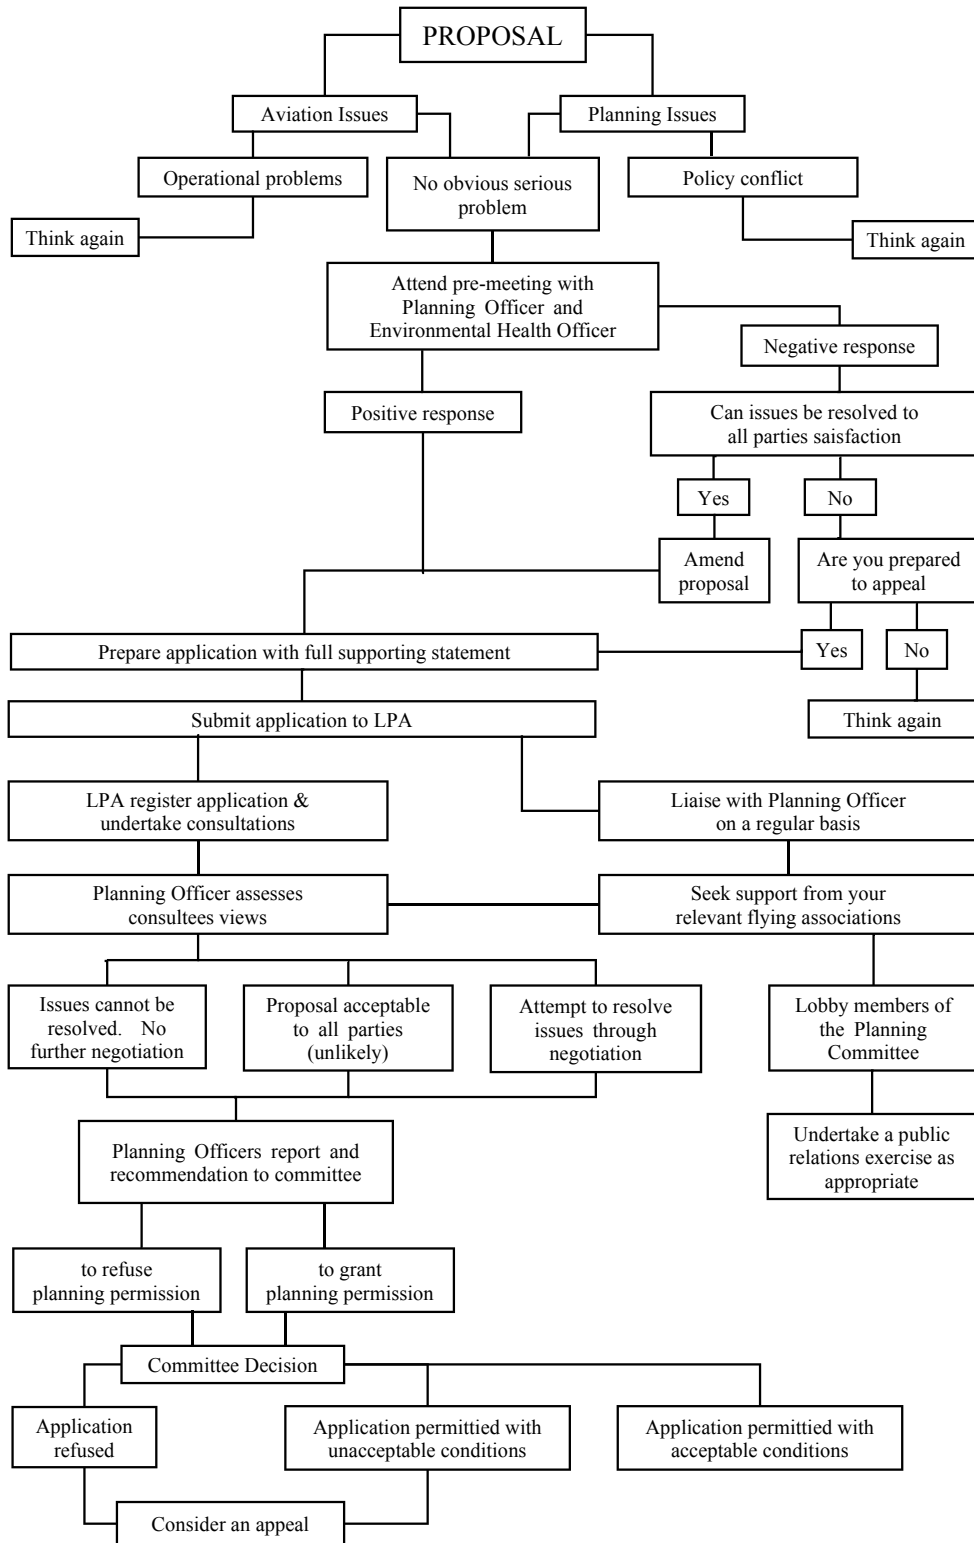 PROPOSAL
Aviation Issues
Planning Issues
Operational problems
No obvious serious
problem
Policy conflict
Think again
Think again
Attend pre-meeting with
Planning Officer and
Environmental Health Officer
Negative response
Positive response
Can issues be resolved to
all parties saisfaction
Yes
No
Amend
proposal
Are you prepared
to appeal
Prepare application with full supporting statement
Yes
No
Submit application to LPA
Think again
LPA register application &
undertake consultations
Liaise with Planning Officer
on a regular basis
Planning Officer assesses
consultees views
Seek support from your
relevant flying associations
Issues cannot be
resolved. No
further negotiation
Proposal acceptable
to all parties
(unlikely)
Attempt to resolve
issues through
negotiation
Lobby members of
the Planning
Committee
Planning Officers report and
recommendation to committee
Undertake a public
relations exercise as
appropriate
to refuse
planning permission
to grant
planning permission
Committee Decision
Application
refused
Application permittied with
unacceptable conditions
Application permittied with
acceptable conditions
Consider an appeal